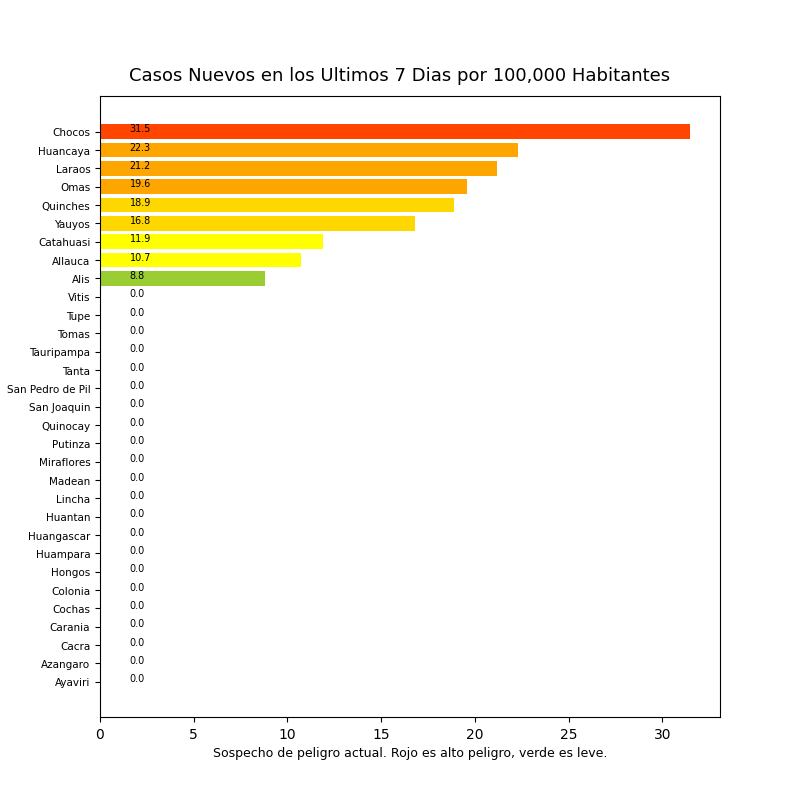 Casos Nuevos en los Ultimos 7 Dias por 100,000 Habitantes
Chocos 31.5
Huancaya 22.3
Laraos 21.2
Omas 19.6
Quinches 18.9
Yauyos 16.8
Catahuasi 11.9
Allauca 10.7
Alis 8.8
Vitis 0.0
Tupe 0.0
Tomas 0.0
Tauripampa 0.0
Tanta 0.0
San Pedro de Pil 0.0
San Joaquin 0.0
Quinocay 0.0
Putinza 0.0
Miraflores 0.0
Madean 0.0
Lincha 0.0
Huantan 0.0
Huangascar 0.0
Huampara 0.0
Hongos 0.0
Colonia 0.0
Cochas 0.0
Carania 0.0
Cacra 0.0
Azangaro 0.0
Ayaviri 0.0
0 5 10 15 20 25 30
Sospecho de peligro actual. Rojo es alto peligro, verde es leve.